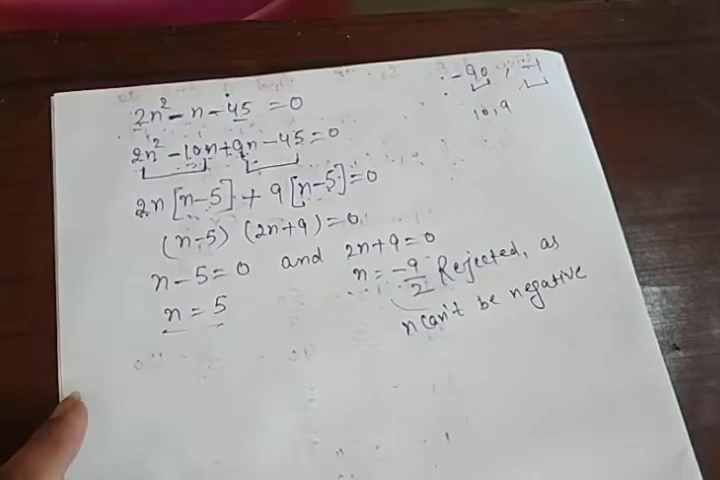 2n² - n - 45 = 0
: - 90, -1
10, 9
2n² - 10n + 9n - 45 = 0
2n [n-5] + 9 [n-5] = 0
(n-5) (2n+9) = 0
n - 5 = 0 and 2n + 9 = 0
n = 5
n = -9/2 Rejected, as
n can't be negative